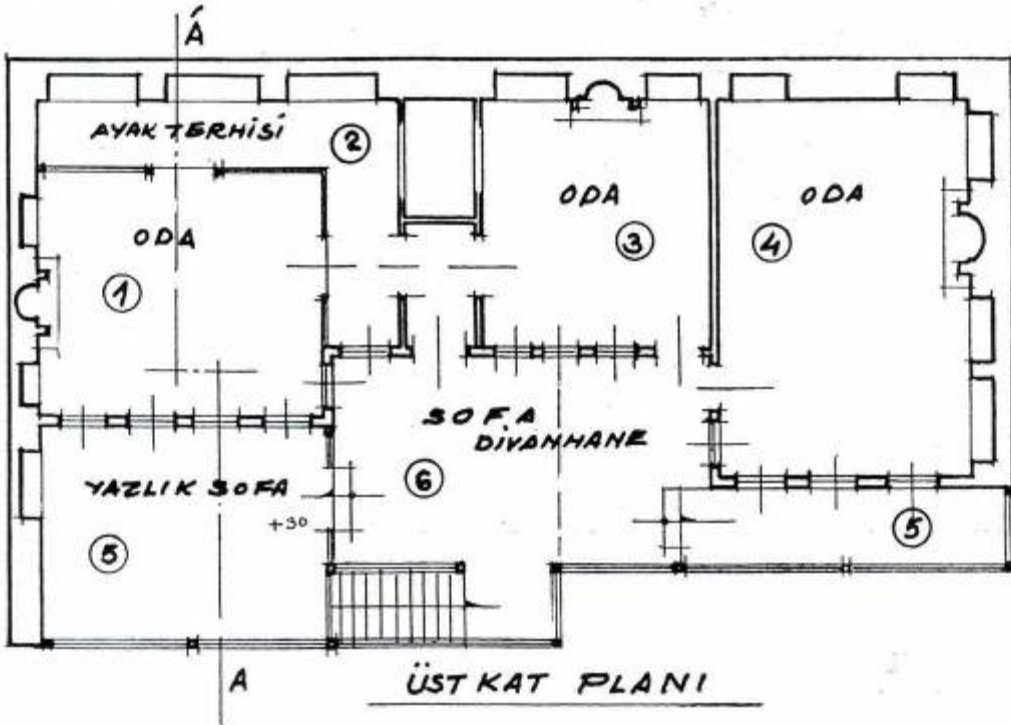 Á
AYAK TERHİSİ
2
ODA
ODA
ODA
3
4
1
SOFA
DİVANHANE
YAZLIK SOFA
6
+30
5
5
A
ÜST KAT PLANI